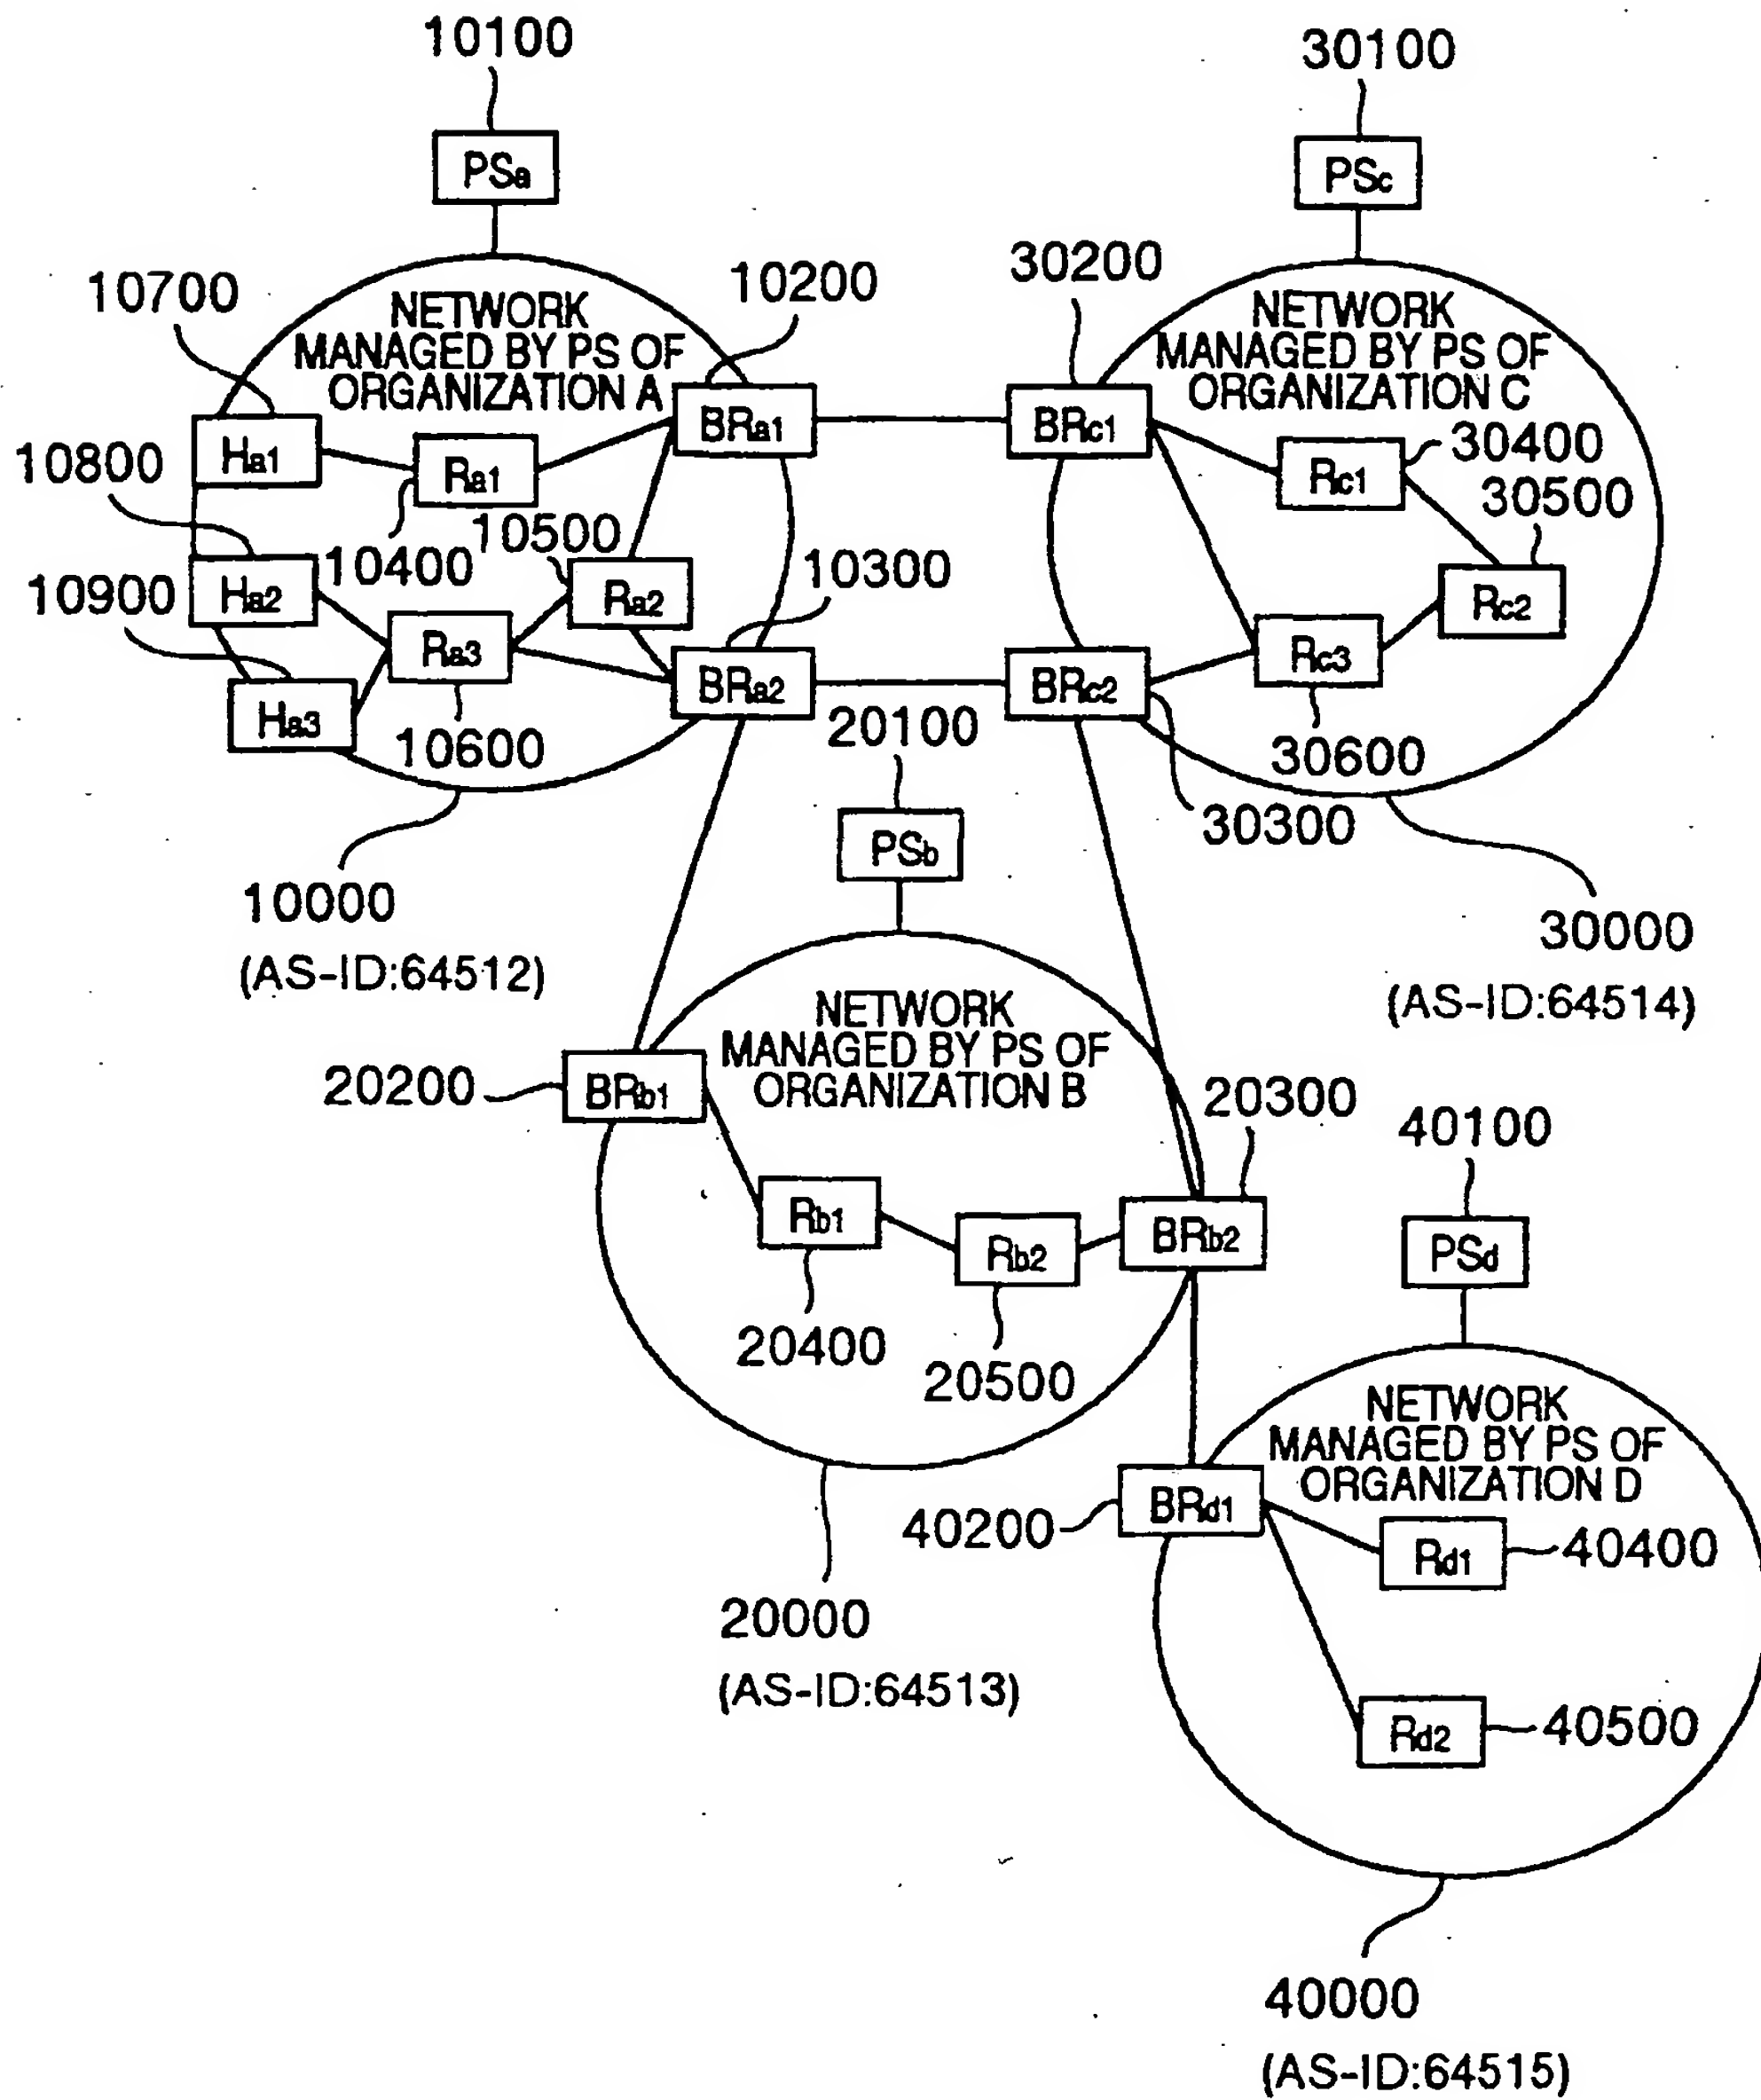 10100
30100
PSa
PSc
10700
10200
30200
NETWORK
MANAGED BY PS OF
ORGANIZATION A
NETWORK
MANAGED BY PS OF
ORGANIZATION C
BRa1
BRc1
Ha1
Ra1
Rc1
30400
10800
30500
10400
10500
10300
10900
Ha2
Ra2
Rc2
Ra3
Rc3
BRa2
BRc2
Ha3
10600
20100
30600
30300
PSb
10000
(AS-ID:64512)
30000
(AS-ID:64514)
NETWORK
MANAGED BY PS OF
ORGANIZATION B
20200
BRb1
20300
40100
Rb1
Rb2
BRb2
PSd
20400
20500
NETWORK
MANAGED BY PS OF
ORGANIZATION D
40200
BRd1
Rd1
40400
20000
(AS-ID:64513)
Rd2
40500
40000
(AS-ID:64515)